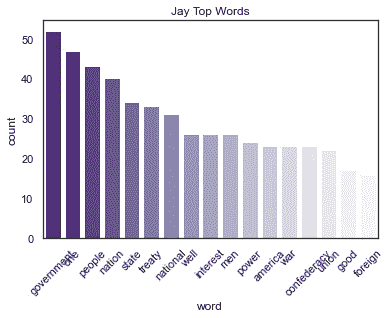 Jay Top Words
50
40
30
20
10
0
count
government
one
people
nation
state
treaty
national
well
interest
men
power
america
war
confederacy
union
good
foreign
word